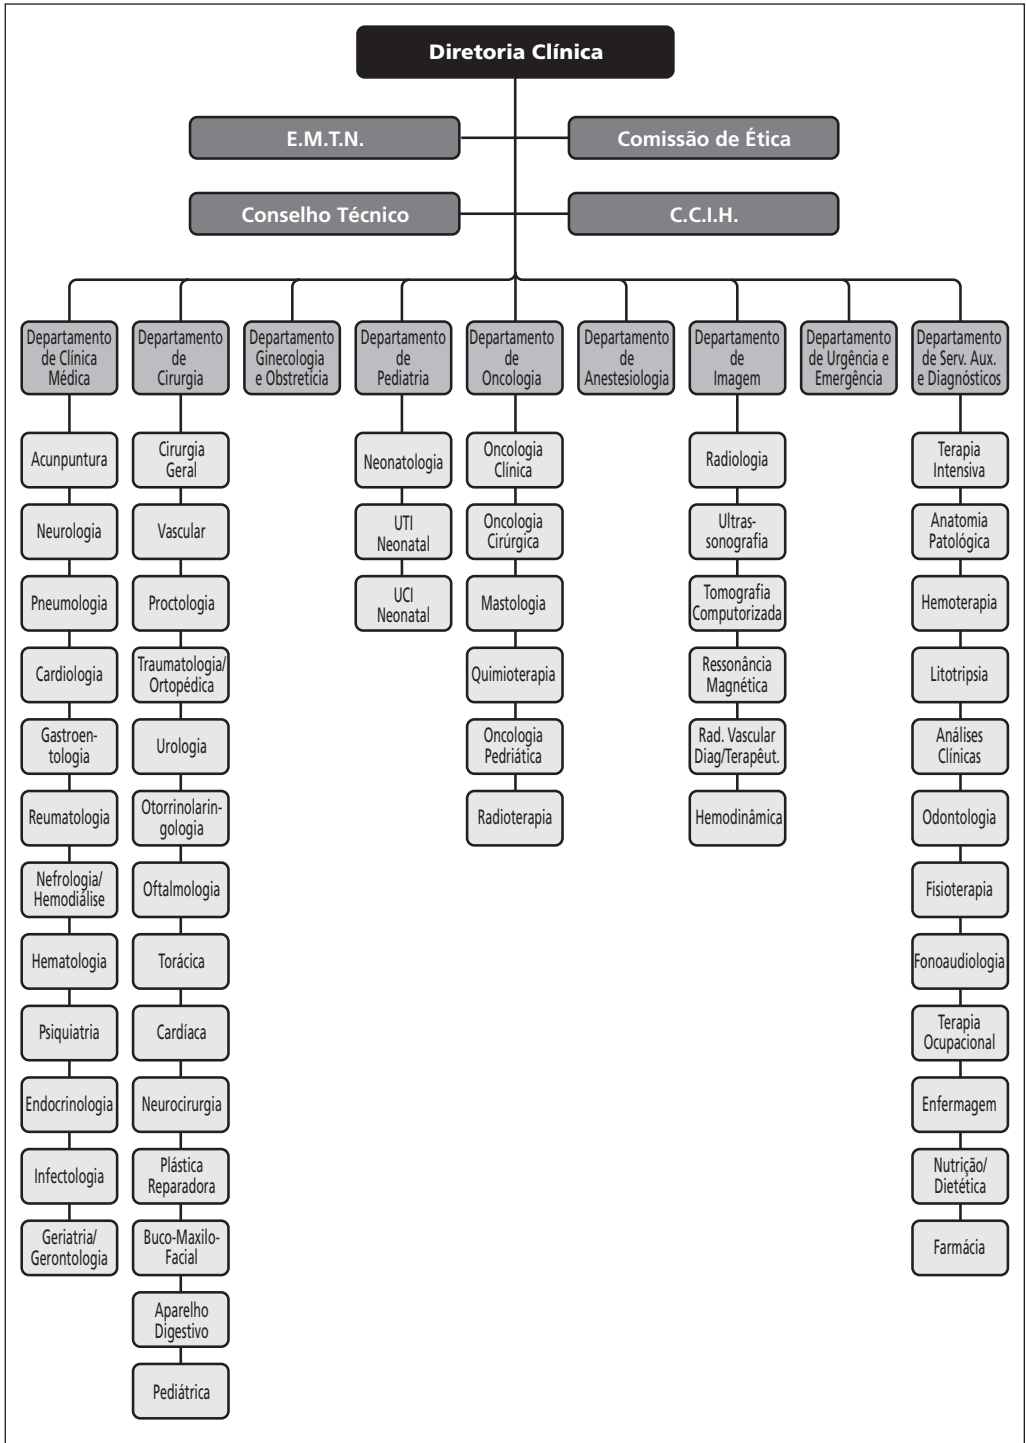 Diretoria Clínica
E.M.T.N.
Comissão de Ética
Conselho Técnico
C.C.I.H.
Departamento
de Clínica
Médica
Departamento
de
Cirurgia
Departamento
Ginecologia
e Obstretícia
Departamento
de
Pediatria
Departamento
de
Oncologia
Departamento
de
Anestesiologia
Departamento
de
Imagem
Departamento
de Urgência e
Emergência
Departamento
de Serv. Aux.
e Diagnósticos
Acunpuntura
Neurologia
Pneumologia
Cardiologia
Gastroen-
tologia
Reumatologia
Nefrologia/
Hemodiálise
Hematologia
Psiquiatria
Endocrinologia
Infectologia
Geriatria/
Gerontologia
Cirurgia
Geral
Vascular
Proctologia
Traumatologia/
Ortopédica
Urologia
Otorrinolarin-
gologia
Oftalmologia
Torácica
Cardíaca
Neurocirurgia
Plástica
Reparadora
Buco-Maxilo-
Facial
Aparelho
Digestivo
Pediátrica
Neonatologia
UTI
Neonatal
UCI
Neonatal
Oncologia
Clínica
Oncologia
Cirúrgica
Mastologia
Quimioterapia
Oncologia
Pedriática
Radioterapia
Radiologia
Ultras-
sonografia
Tomografia
Computorizada
Ressonância
Magnética
Rad. Vascular
Diag/Terapêut.
Hemodinâmica
Terapia
Intensiva
Anatomia
Patológica
Hemoterapia
Litotripsia
Análises
Clínicas
Odontologia
Fisioterapia
Fonoaudiologia
Terapia
Ocupacional
Enfermagem
Nutrição/
Dietética
Farmácia